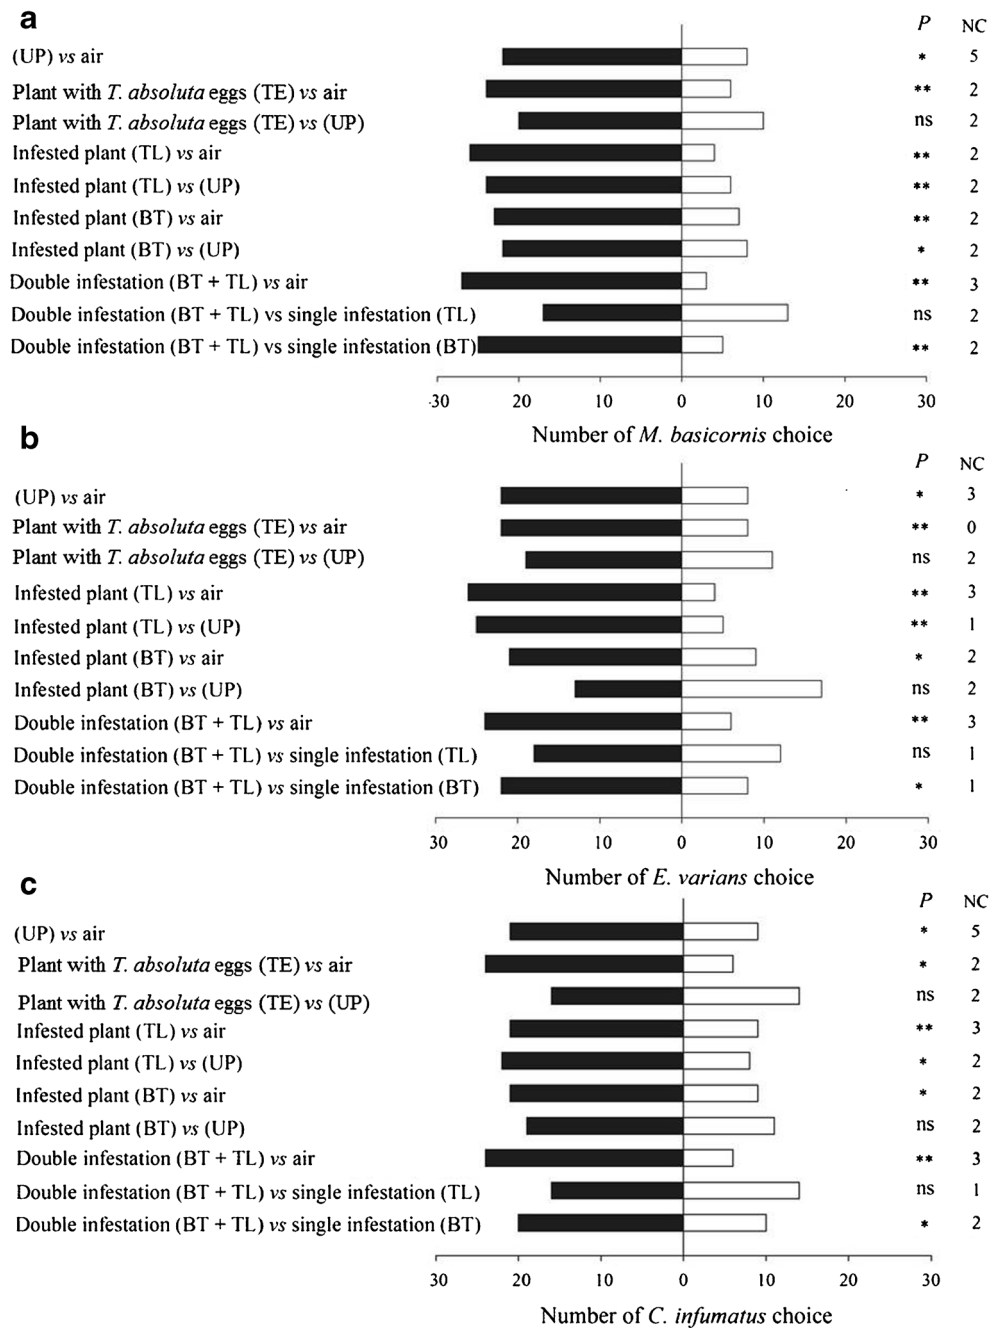 a
P NC
(UP) vs air * 5
Plant with T. absoluta eggs (TE) vs air ** 2
Plant with T. absoluta eggs (TE) vs (UP) ns 2
Infested plant (TL) vs air ** 2
Infested plant (TL) vs (UP) ** 2
Infested plant (BT) vs air ** 2
Infested plant (BT) vs (UP) * 2
Double infestation (BT + TL) vs air ** 3
Double infestation (BT + TL) vs single infestation (TL) ns 2
Double infestation (BT + TL) vs single infestation (BT) ** 2
30 20 10 0 10 20 30
Number of M. basicornis choice
b
P NC
(UP) vs air * 3
Plant with T. absoluta eggs (TE) vs air ** 0
Plant with T. absoluta eggs (TE) vs (UP) ns 2
Infested plant (TL) vs air ** 3
Infested plant (TL) vs (UP) ** 1
Infested plant (BT) vs air * 2
Infested plant (BT) vs (UP) ns 2
Double infestation (BT + TL) vs air ** 3
Double infestation (BT + TL) vs single infestation (TL) ns 1
Double infestation (BT + TL) vs single infestation (BT) * 1
30 20 10 0 10 20 30
Number of E. varians choice
c
P NC
(UP) vs air * 5
Plant with T. absoluta eggs (TE) vs air * 2
Plant with T. absoluta eggs (TE) vs (UP) ns 2
Infested plant (TL) vs air ** 3
Infested plant (TL) vs (UP) * 2
Infested plant (BT) vs air * 2
Infested plant (BT) vs (UP) ns 2
Double infestation (BT + TL) vs air ** 3
Double infestation (BT + TL) vs single infestation (TL) ns 1
Double infestation (BT + TL) vs single infestation (BT) * 2
30 20 10 0 10 20 30
Number of C. infumatus choice